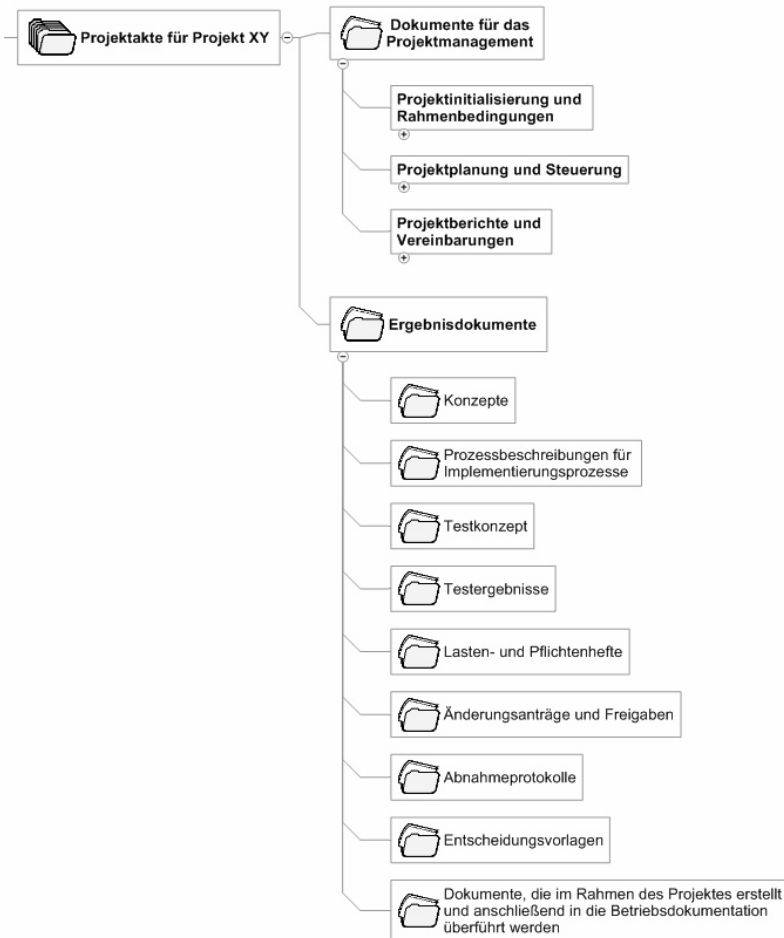 Projektakte für Projekt XY
Dokumente für das
Projektmanagement
Projektinitialisierung und
Rahmenbedingungen
Projektplanung und Steuerung
Projektberichte und
Vereinbarungen
Ergebnisdokumente
Konzepte
Prozessbeschreibungen für
Implementierungsprozesse
Testkonzept
Testergebnisse
Lasten- und Pflichtenhefte
Änderungsanträge und Freigaben
Abnahmeprotokolle
Entscheidungsvorlagen
Dokumente, die im Rahmen des Projektes erstellt
und anschließend in die Betriebsdokumentation
überführt werden